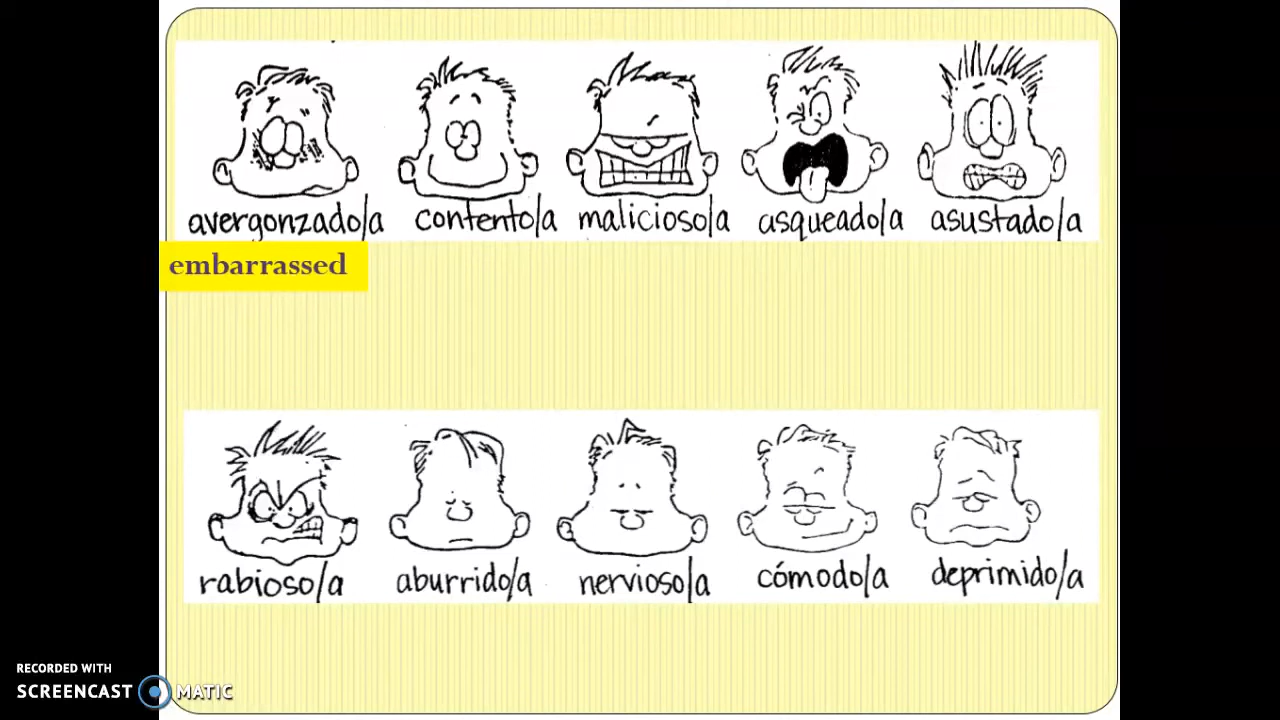 avergonzado/a contento/a malicioso/a asqueado/a asustado/a
embarrassed
rabioso/a aburrido/a nervioso/a cómodo/a deprimido/a
RECORDED WITH
SCREENCAST MATIC